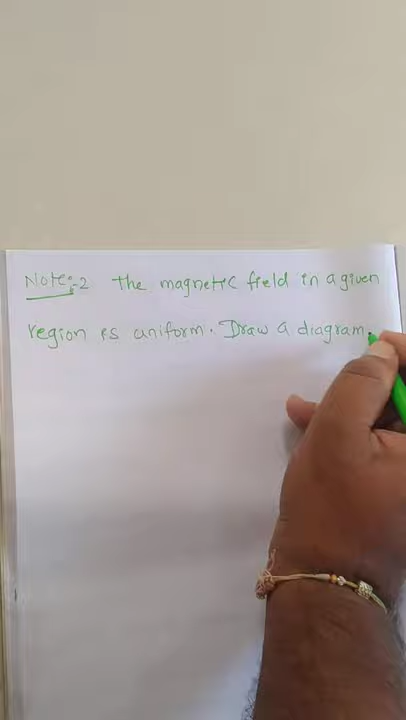 Note:-2 The magnetic field in a given
region is uniform. Draw a diagram.